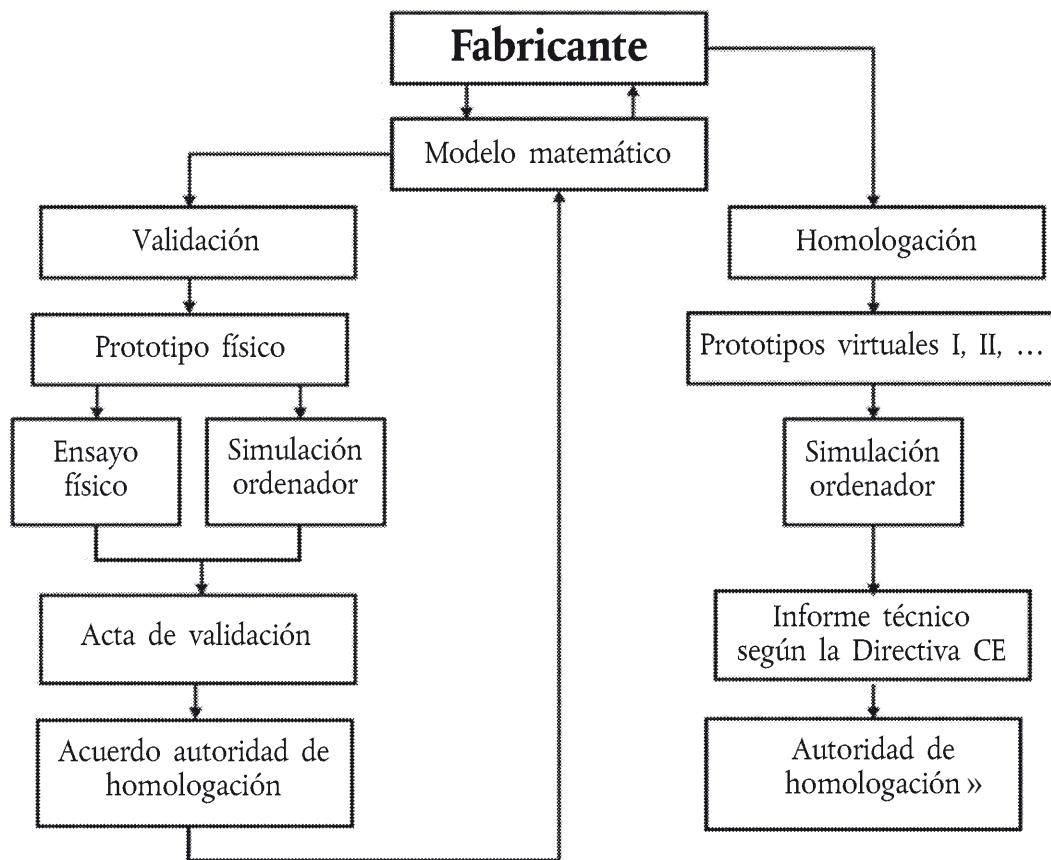 Fabricante
Modelo matemático
Validación
Prototipo físico
Ensayo
físico
Simulación
ordenador
Acta de validación
Acuerdo autoridad de
homologación
Homologación
Prototipos virtuales I, II, …
Simulación
ordenador
Informe técnico
según la Directiva CE
Autoridad de
homologación »